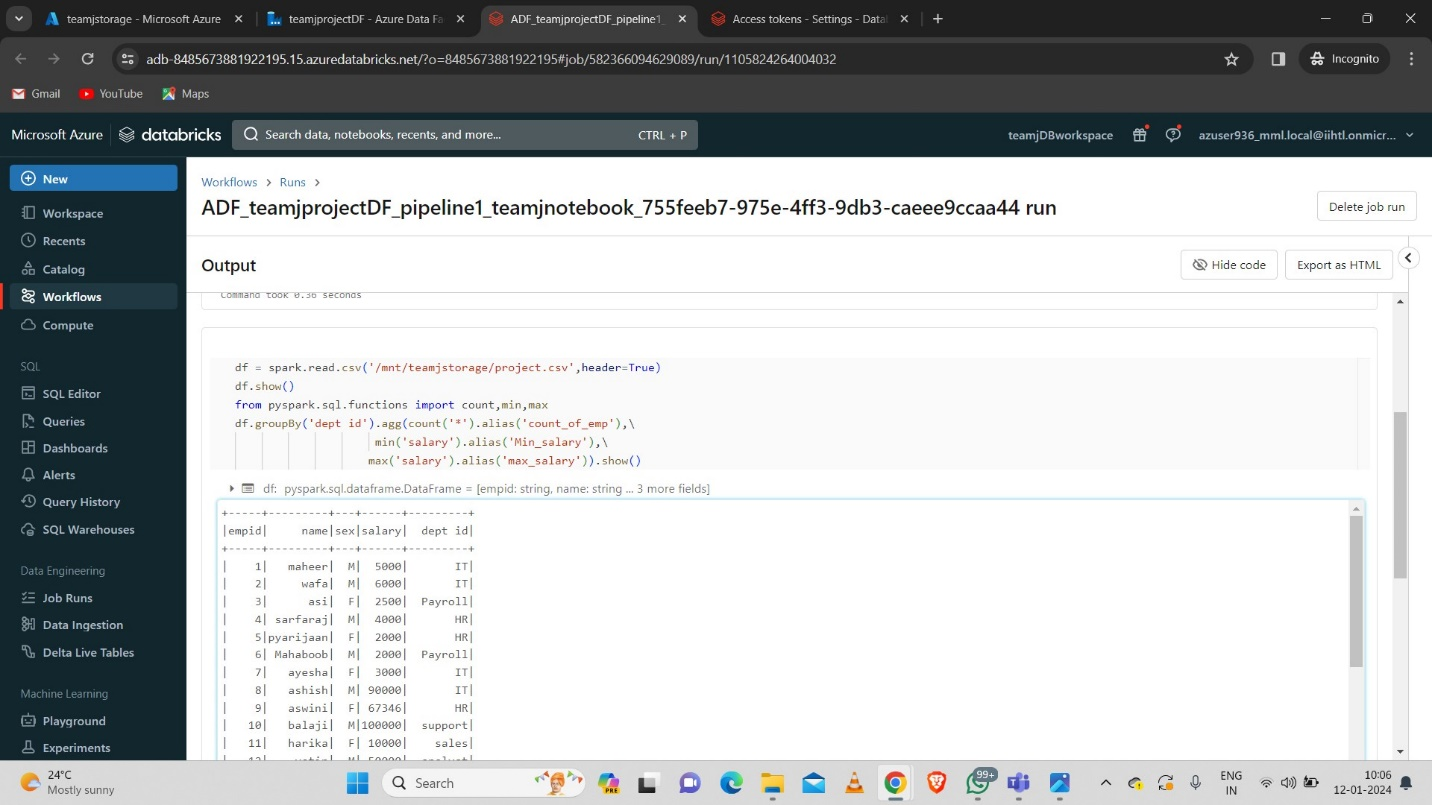 teamjstorage - Microsoft Azure
teamjprojectDF - Azure Data Fa
ADF_teamjprojectDF_pipeline1_
Access tokens - Settings - Datal
adb-8485673881922195.15.azuredatabricks.net/?o=8485673881922195#job/582366094629089/run/1105824264004032
Incognito
Gmail
YouTube
Maps
Microsoft Azure
databricks
Search data, notebooks, recents, and more...
CTRL + P
teamjDBworkspace
azuser936_mml.local@iihtl.onmicr...
New
Workspace
Recents
Catalog
Workflows
Compute
SQL
SQL Editor
Queries
Dashboards
Alerts
Query History
SQL Warehouses
Data Engineering
Job Runs
Data Ingestion
Delta Live Tables
Machine Learning
Playground
Experiments
Workflows > Runs >
ADF_teamjprojectDF_pipeline1_teamjnotebook_755feeb7-975e-4ff3-9db3-caeee9ccaa44 run
Delete job run
Output
Hide code
Export as HTML
Command took 0.36 seconds
df = spark.read.csv('/mnt/teamjstorage/project.csv',header=True)
df.show()
from pyspark.sql.functions import count,min,max
df.groupBy('dept id').agg(count('*').alias('count_of_emp'),\
min('salary').alias('Min_salary'),\
max('salary').alias('max_salary')).show()
df: pyspark.sql.dataframe.DataFrame = [empid: string, name: string ... 3 more fields]
+-----+---------+---+------+---------+
|empid|     name|sex|salary|  dept id|
+-----+---------+---+------+---------+
|    1|   maheer|  M|  5000|       IT|
|    2|     wafa|  M|  6000|       IT|
|    3|      asi|  F|  2500|  Payroll|
|    4| sarfaraj|  M|  4000|       HR|
|    5|pyarijaan|  F|  2000|       HR|
|    6| Mahaboob|  M|  2000|  Payroll|
|    7|   ayesha|  F|  3000|       IT|
|    8|   ashish|  M| 90000|       IT|
|    9|   aswini|  F| 67346|       HR|
|   10|   balaji|  M|100000|  support|
|   11|   harika|  F| 10000|    sales|
24°C
Mostly sunny
Search
PRE
99+
ENG
IN
10:06
12-01-2024